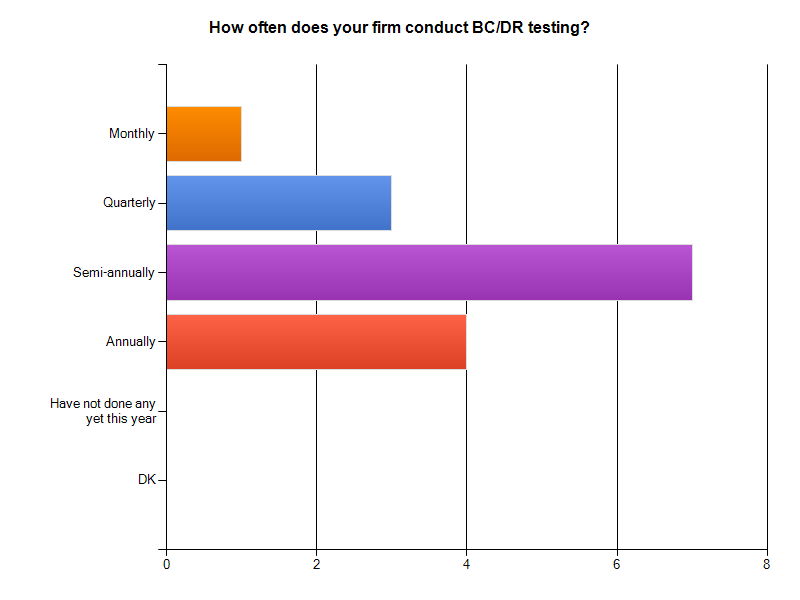 How often does your firm conduct BC/DR testing?
Monthly
Quarterly
Semi-annually
Annually
Have not done any
yet this year
DK
0 2 4 6 8